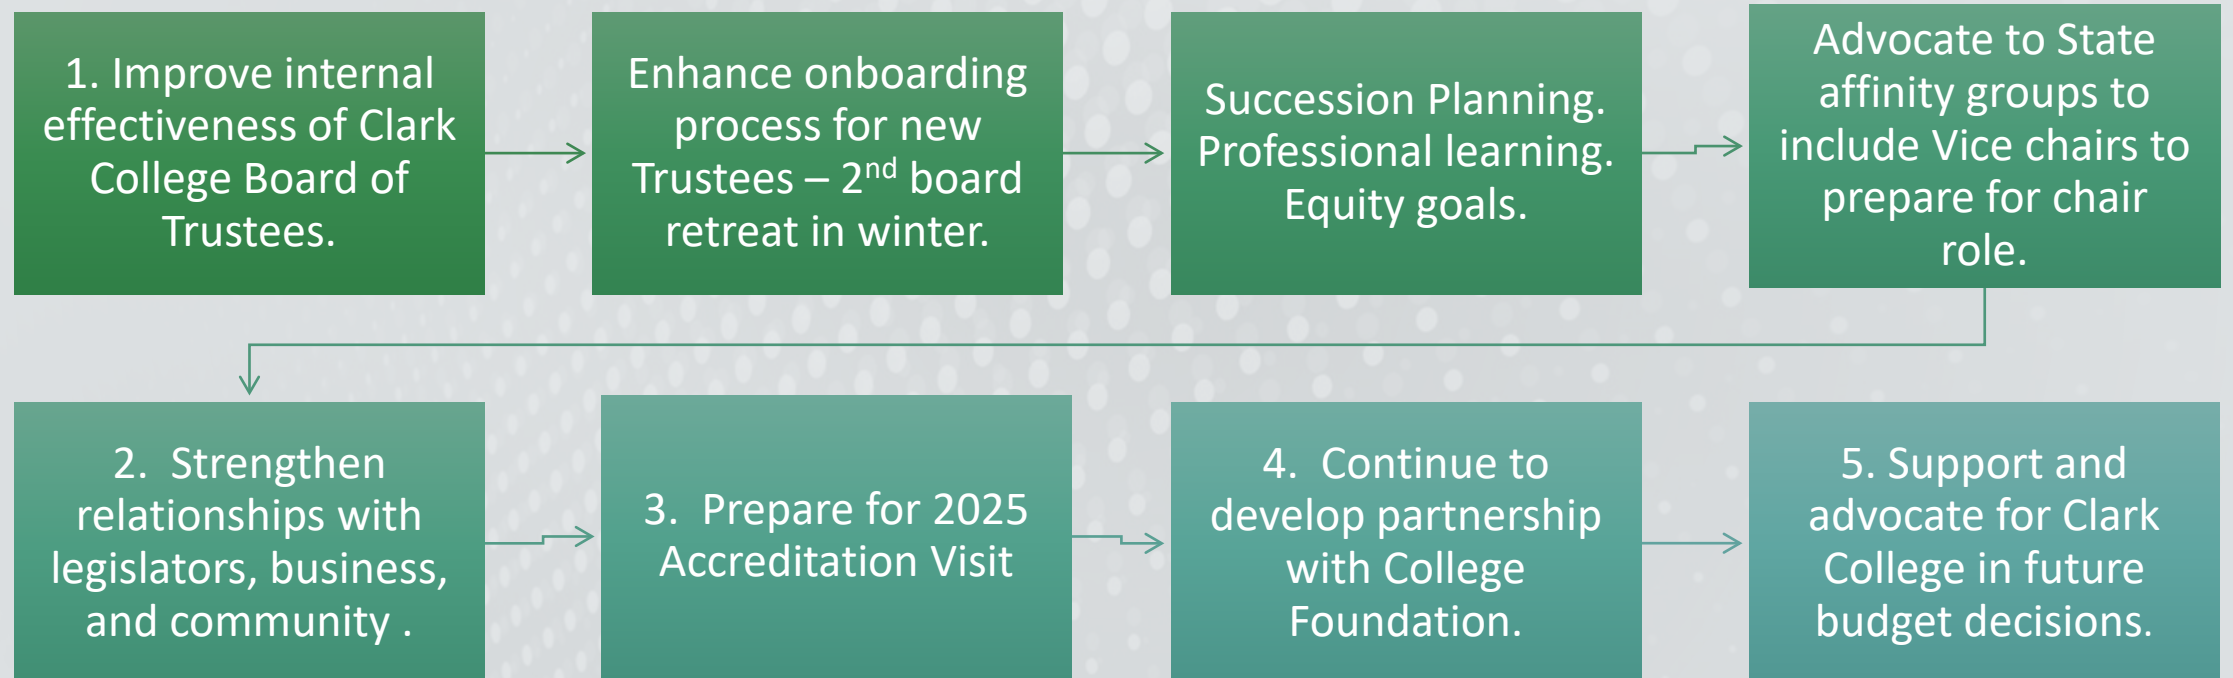 1. Improve internal
effectiveness of Clark
College Board of
Trustees.
Enhance onboarding
process for new
Trustees – 2nd board
retreat in winter.
Succession Planning.
Professional learning.
Equity goals.
Advocate to State
affinity groups to
include Vice chairs to
prepare for chair
role.
2.  Strengthen
relationships with
legislators, business,
and community .
3.  Prepare for 2025
Accreditation Visit
4.  Continue to
develop partnership
with College
Foundation.
5. Support and
advocate for Clark
College in future
budget decisions.